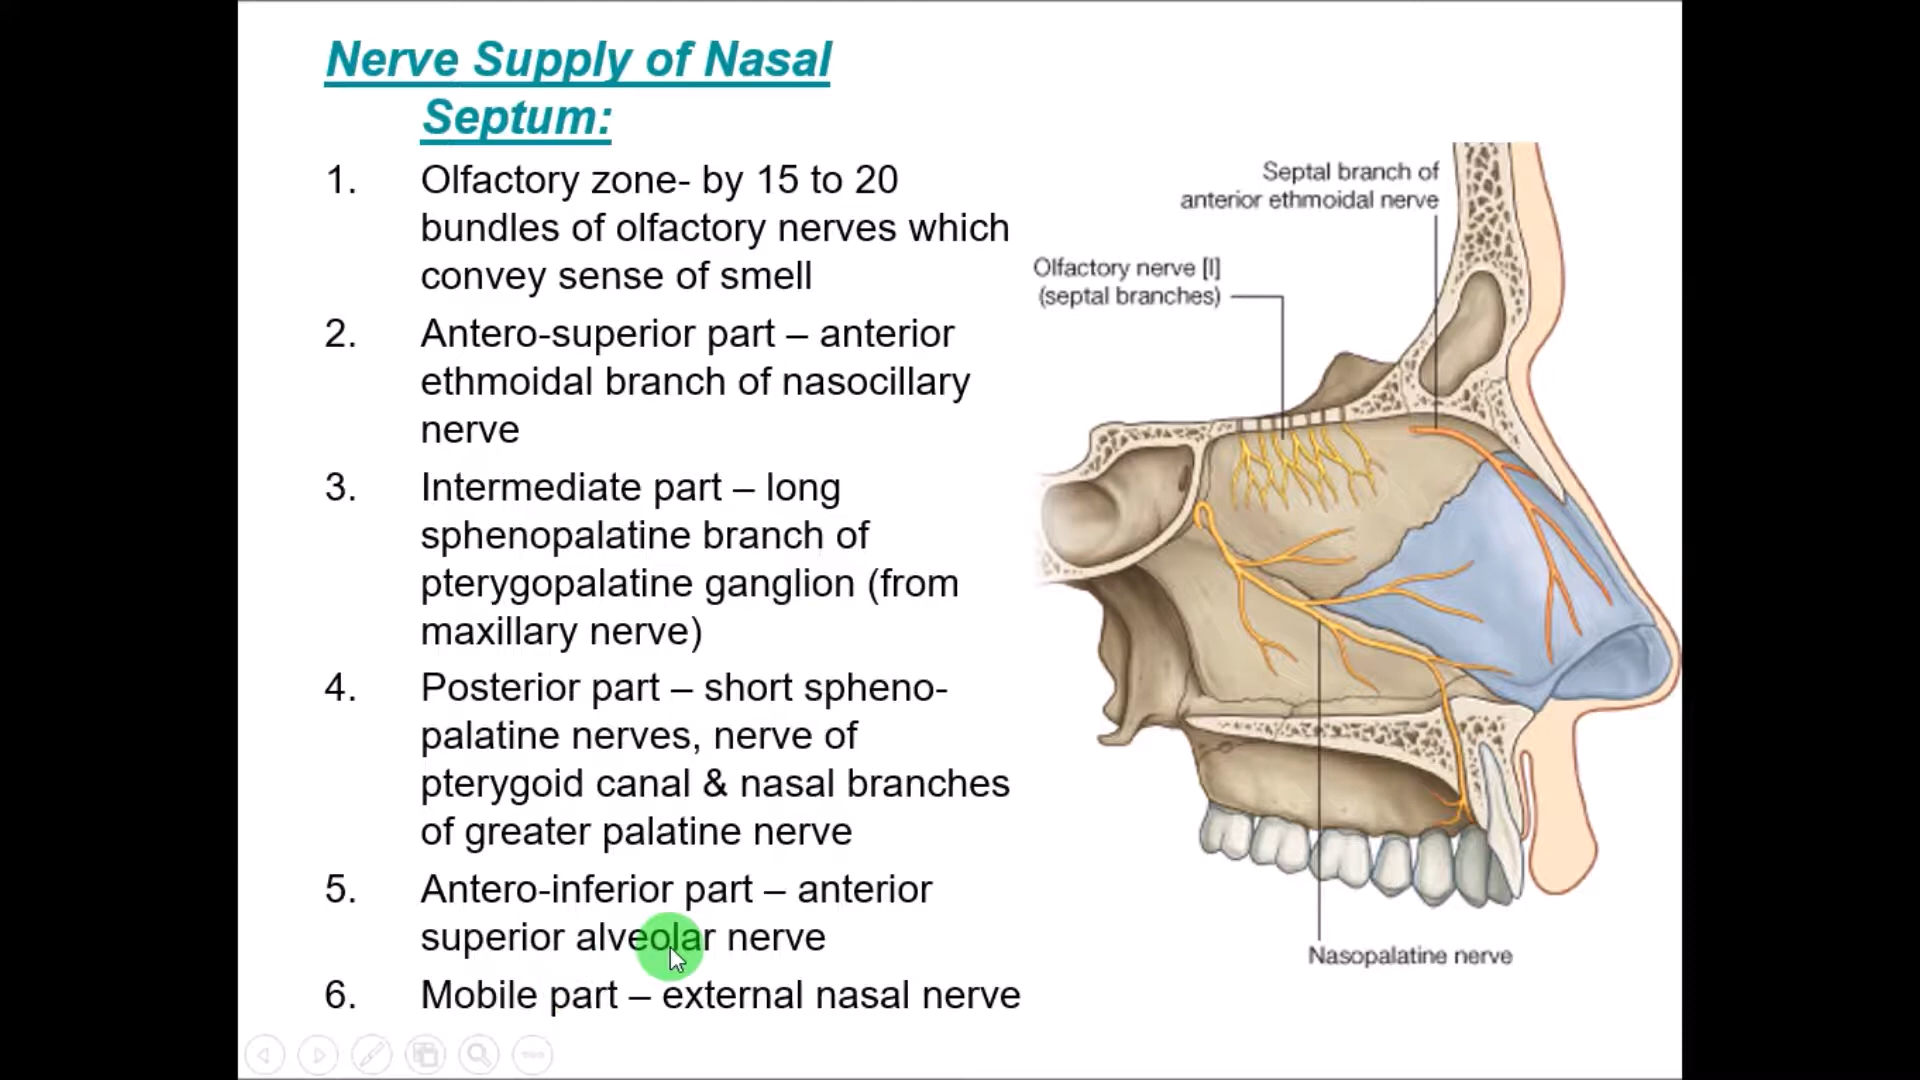 Nerve Supply of Nasal
Septum:
1. Olfactory zone- by 15 to 20
bundles of olfactory nerves which
convey sense of smell
2. Antero-superior part – anterior
ethmoidal branch of nasocillary
nerve
3. Intermediate part – long
sphenopalatine branch of
pterygopalatine ganglion (from
maxillary nerve)
4. Posterior part – short spheno-
palatine nerves, nerve of
pterygoid canal & nasal branches
of greater palatine nerve
5. Antero-inferior part – anterior
superior alveolar nerve
6. Mobile part – external nasal nerve
Septal branch of
anterior ethmoidal nerve
Olfactory nerve [I]
(septal branches)
Nasopalatine nerve